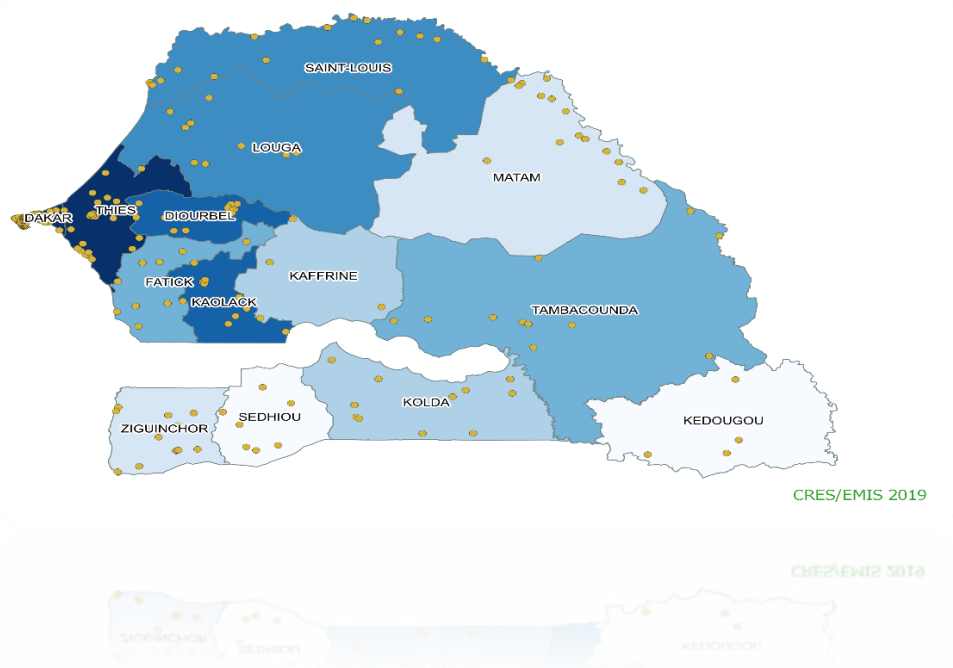 SAINT-LOUIS
LOUGA
MATAM
DAKAR
THIES
DIOURBEL
KAFFRINE
FATICK
KAOLACK
TAMBACOUNDA
KOLDA
SEDHIOU
ZIGUINCHOR
KEDOUGOU
CRES/EMIS 2019